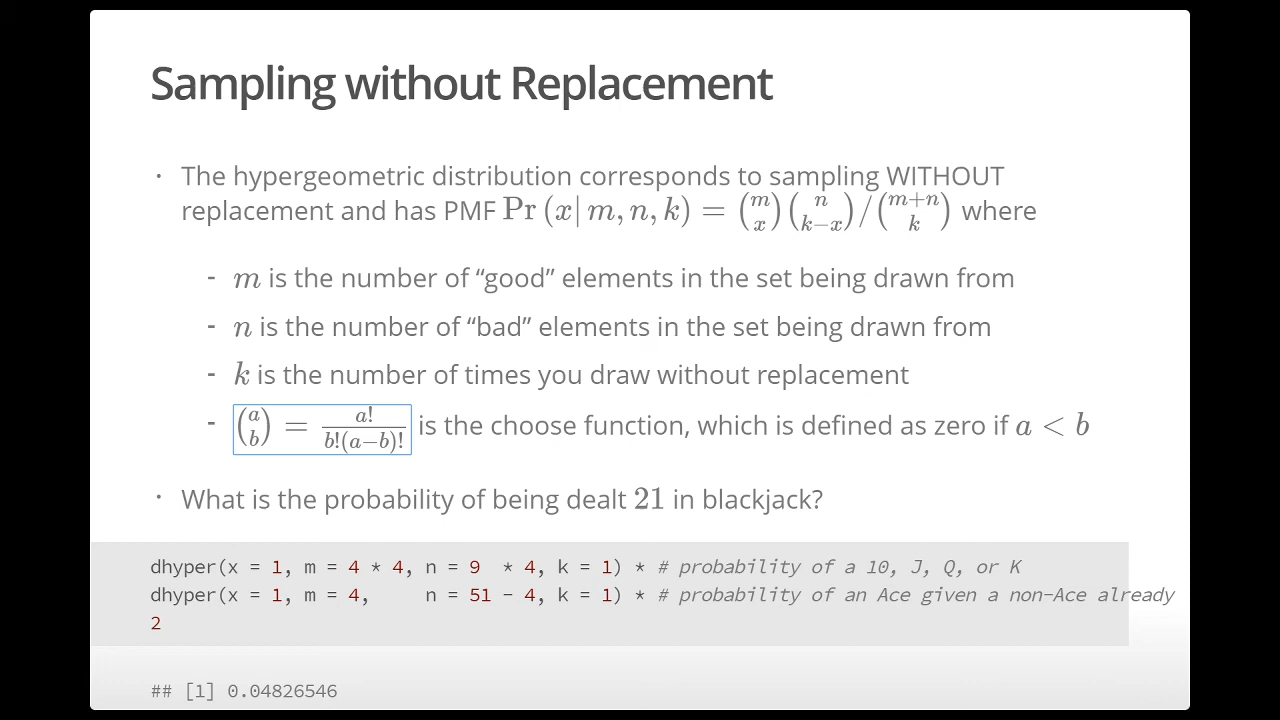 Sampling without Replacement
· The hypergeometric distribution corresponds to sampling WITHOUT
replacement and has PMF Pr (x| m, n, k) = \binom{m}{x}\binom{n}{k−x}/\binom{m+n}{k} where
- m is the number of “good” elements in the set being drawn from
- n is the number of “bad” elements in the set being drawn from
- k is the number of times you draw without replacement
- \binom{a}{b} = \frac{a!}{b!(a−b)!} is the choose function, which is defined as zero if a < b
· What is the probability of being dealt 21 in blackjack?
dhyper(x = 1, m = 4 * 4, n = 9  * 4, k = 1) * # probability of a 10, J, Q, or K
dhyper(x = 1, m = 4,     n = 51 - 4, k = 1) * # probability of an Ace given a non-Ace already
2
## [1] 0.04826546